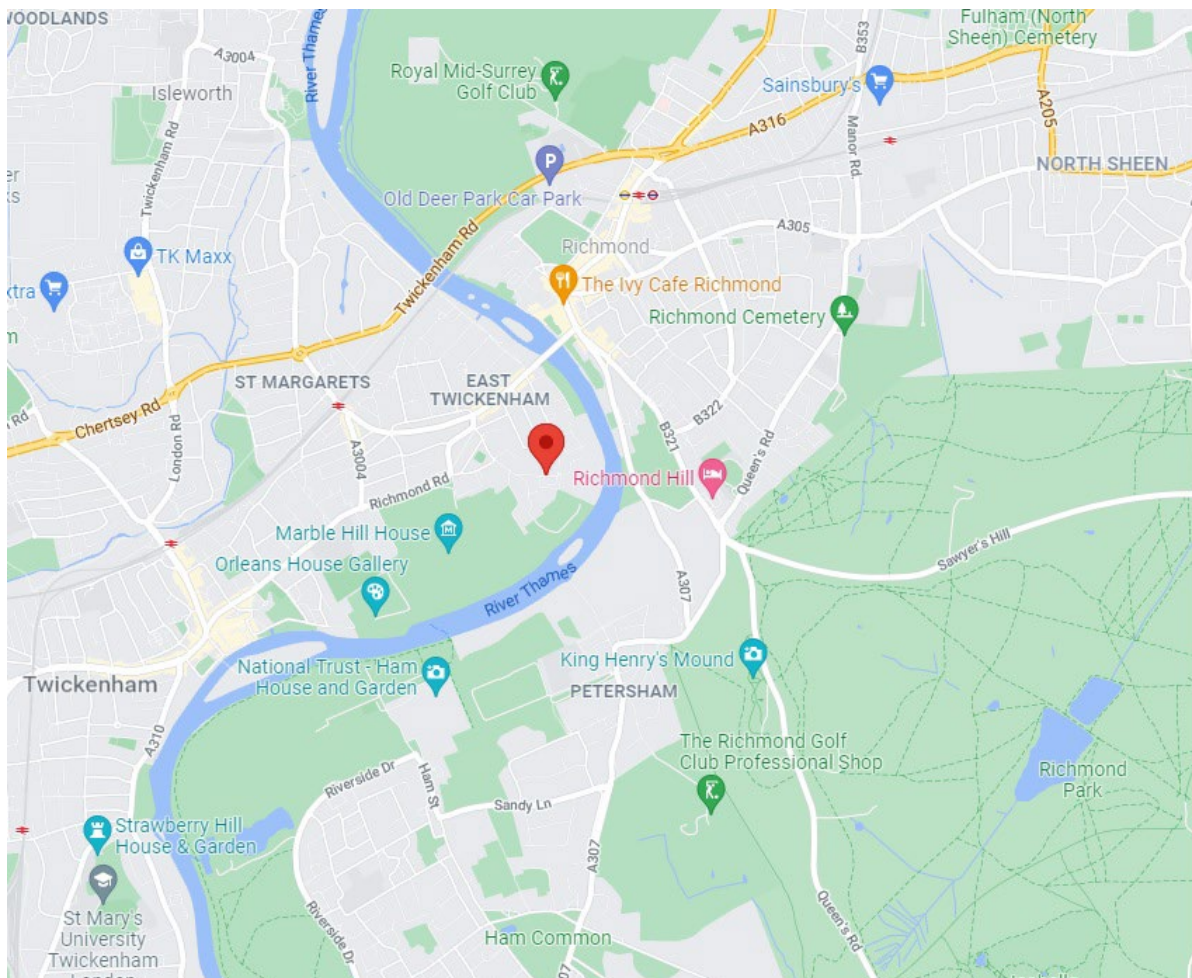 WOODLANDS
A3004
River Thames
Royal Mid-Surrey
Golf Club
B353
Fulham (North
Sheen) Cemetery
Isleworth
Sainsbury's
A316
A205
Twickenham Rd
Manor Rd.
Old Deer Park Car Park
P
NORTH SHEEN
TK Maxx
Twickenham Rd
Richmond
A305
xtra
The Ivy Cafe Richmond
Richmond Cemetery
ST MARGARETS
EAST
TWICKENHAM
B322
Chertsey Rd
Rd
London Rd
A3004
B321
Queen's Rd
Richmond Rd
Richmond Hill
Marble Hill House
M
Orleans House Gallery
Sawyer's Hill
River Thames
A307
National Trust - Ham
House and Garden
King Henry's Mound
Twickenham
PETERSHAM
A310
The Richmond Golf
Club Professional Shop
Riverside Dr
Ham St
Sandy Ln
Richmond
Park
Strawberry Hill
House & Garden
A307
St Mary's
University
Twickenham
London
Riverside Dr
Queen's Rd
Ham Common